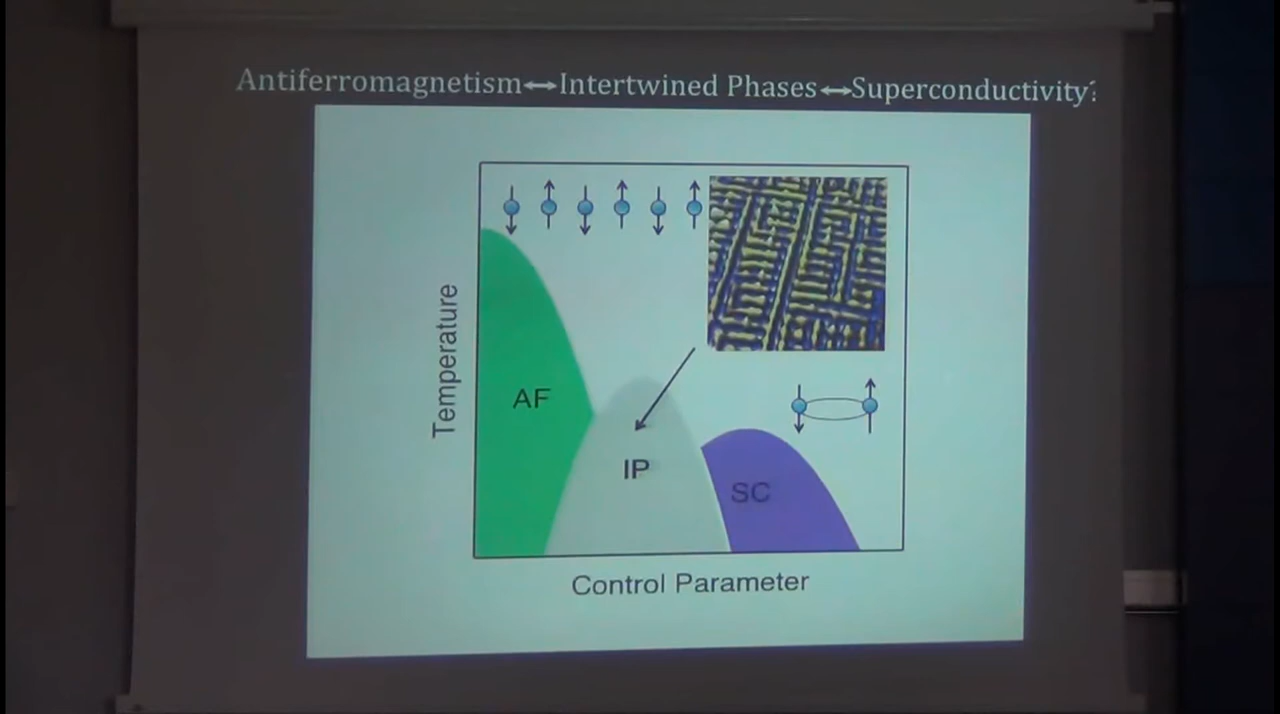 Antiferromagnetism↔Intertwined Phases↔Superconductivity?
Temperature
AF
IP
SC
Control Parameter